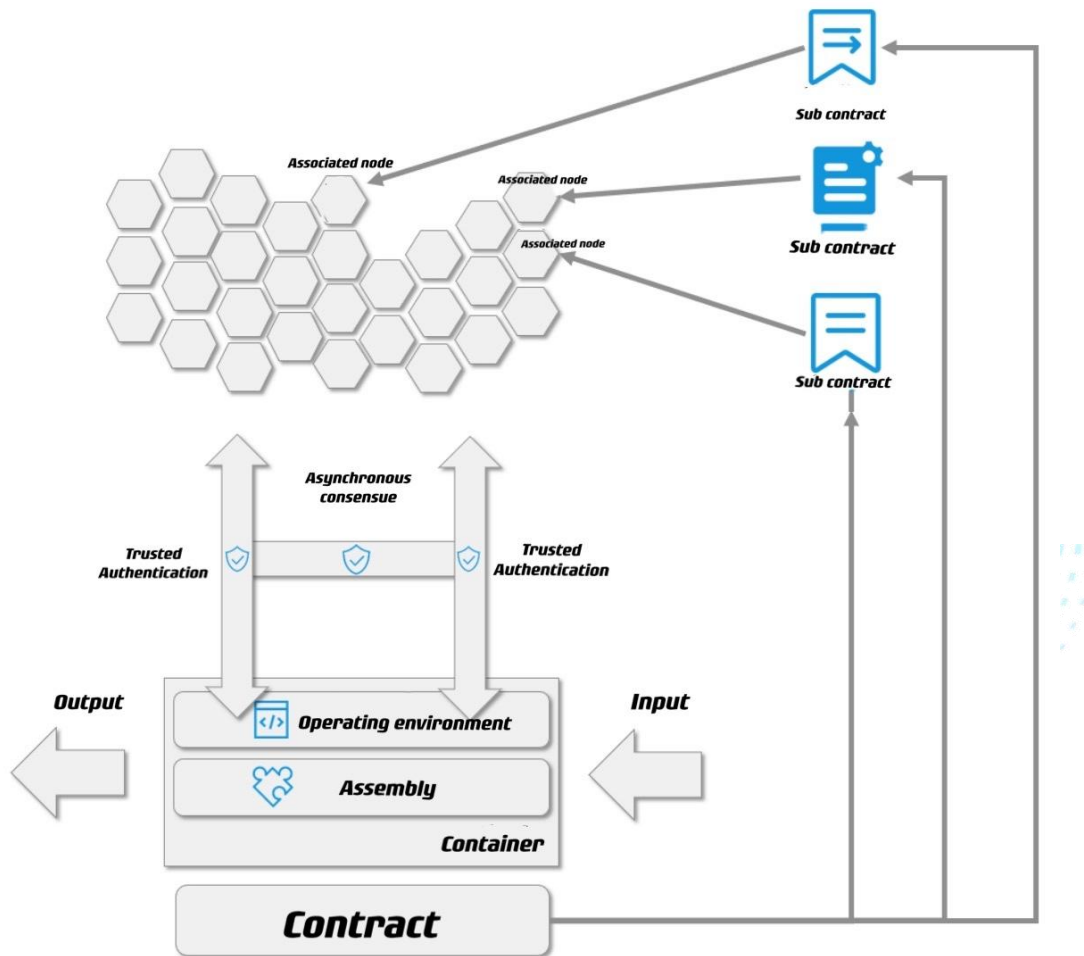 Sub contract
Associated node
Associated node
Sub contract
Associated node
Sub contract
Asynchronous
consensue
Trusted
Authentication
Trusted
Authentication
Output
Input
Operating environment
Assembly
Container
Contract